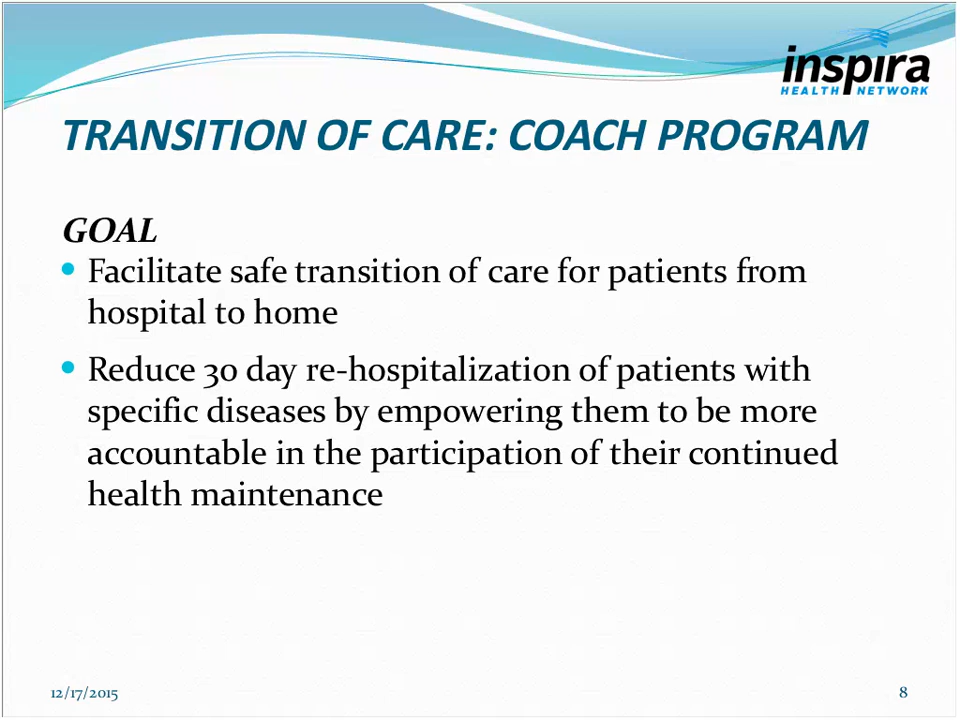 inspira
HEALTH NETWORK
TRANSITION OF CARE: COACH PROGRAM
GOAL
• Facilitate safe transition of care for patients from
hospital to home
• Reduce 30 day re-hospitalization of patients with
specific diseases by empowering them to be more
accountable in the participation of their continued
health maintenance
12/17/2015
8